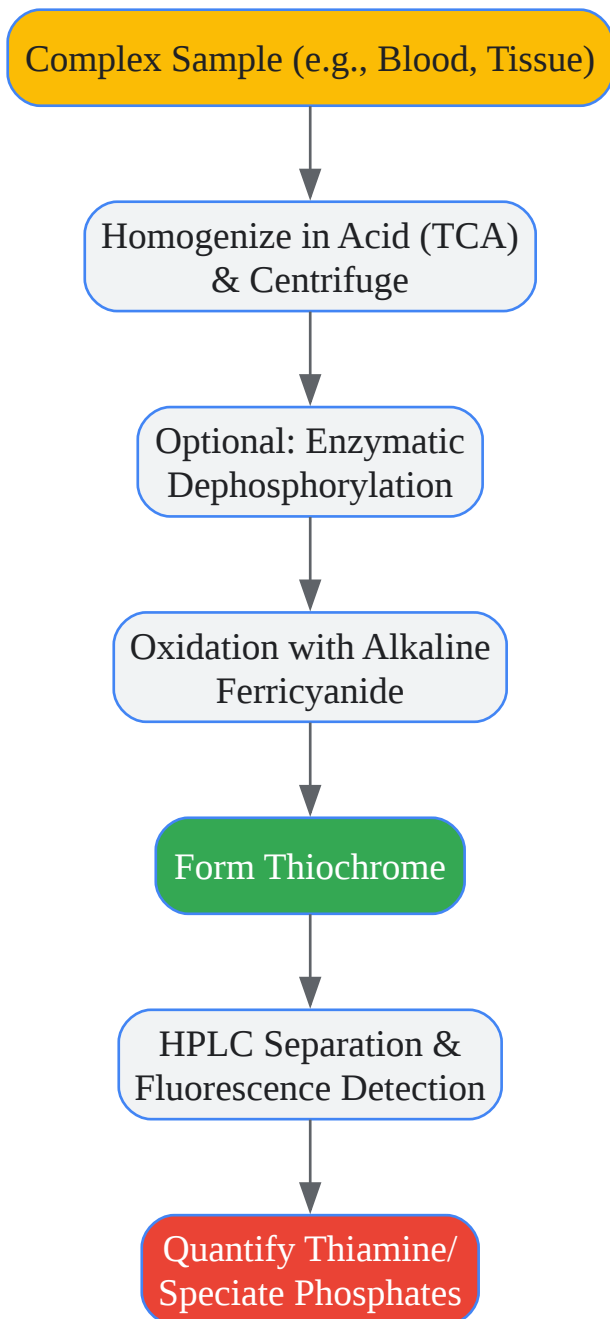 Complex Sample (e.g., Blood, Tissue)
Homogenize in Acid (TCA)
& Centrifuge
Optional: Enzymatic
Dephosphorylation
Oxidation with Alkaline
Ferricyanide
Form Thiochrome
HPLC Separation &
Fluorescence Detection
Quantify Thiamine/
Speciate Phosphates